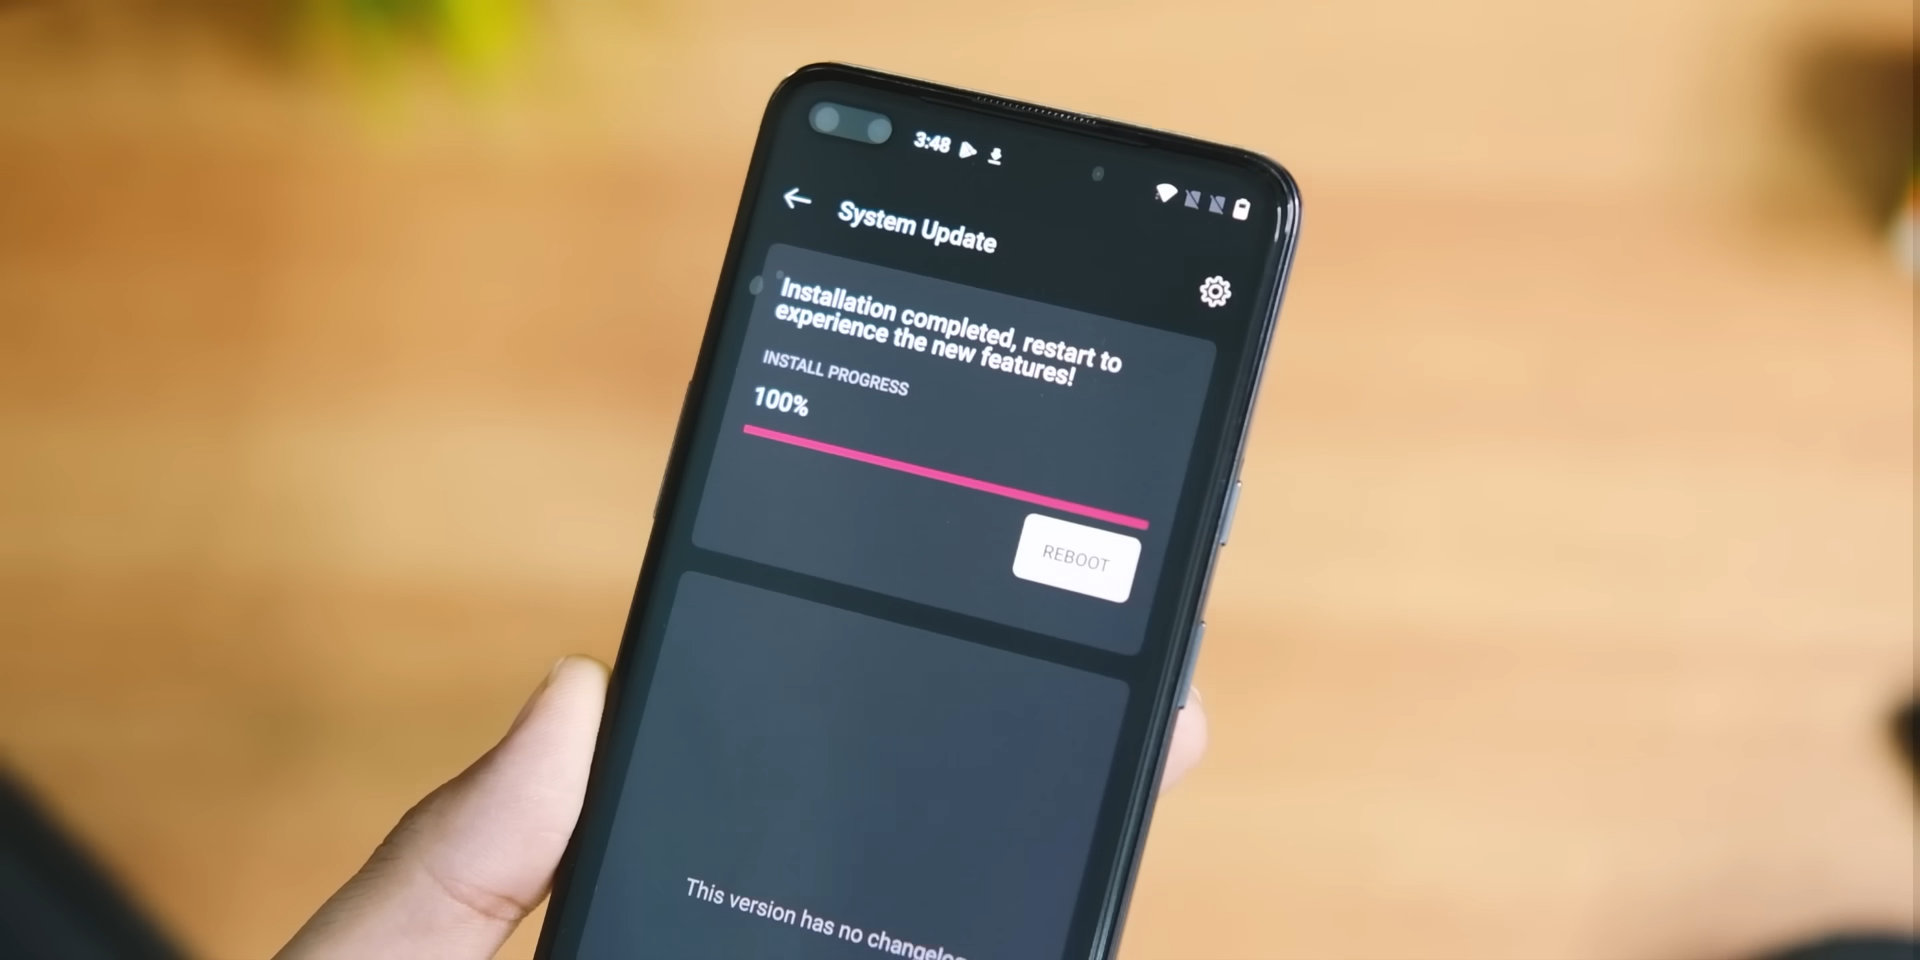 3:48
System Update
Installation completed, restart to
experience the new features!
INSTALL PROGRESS
100%
REBOOT
This version has no